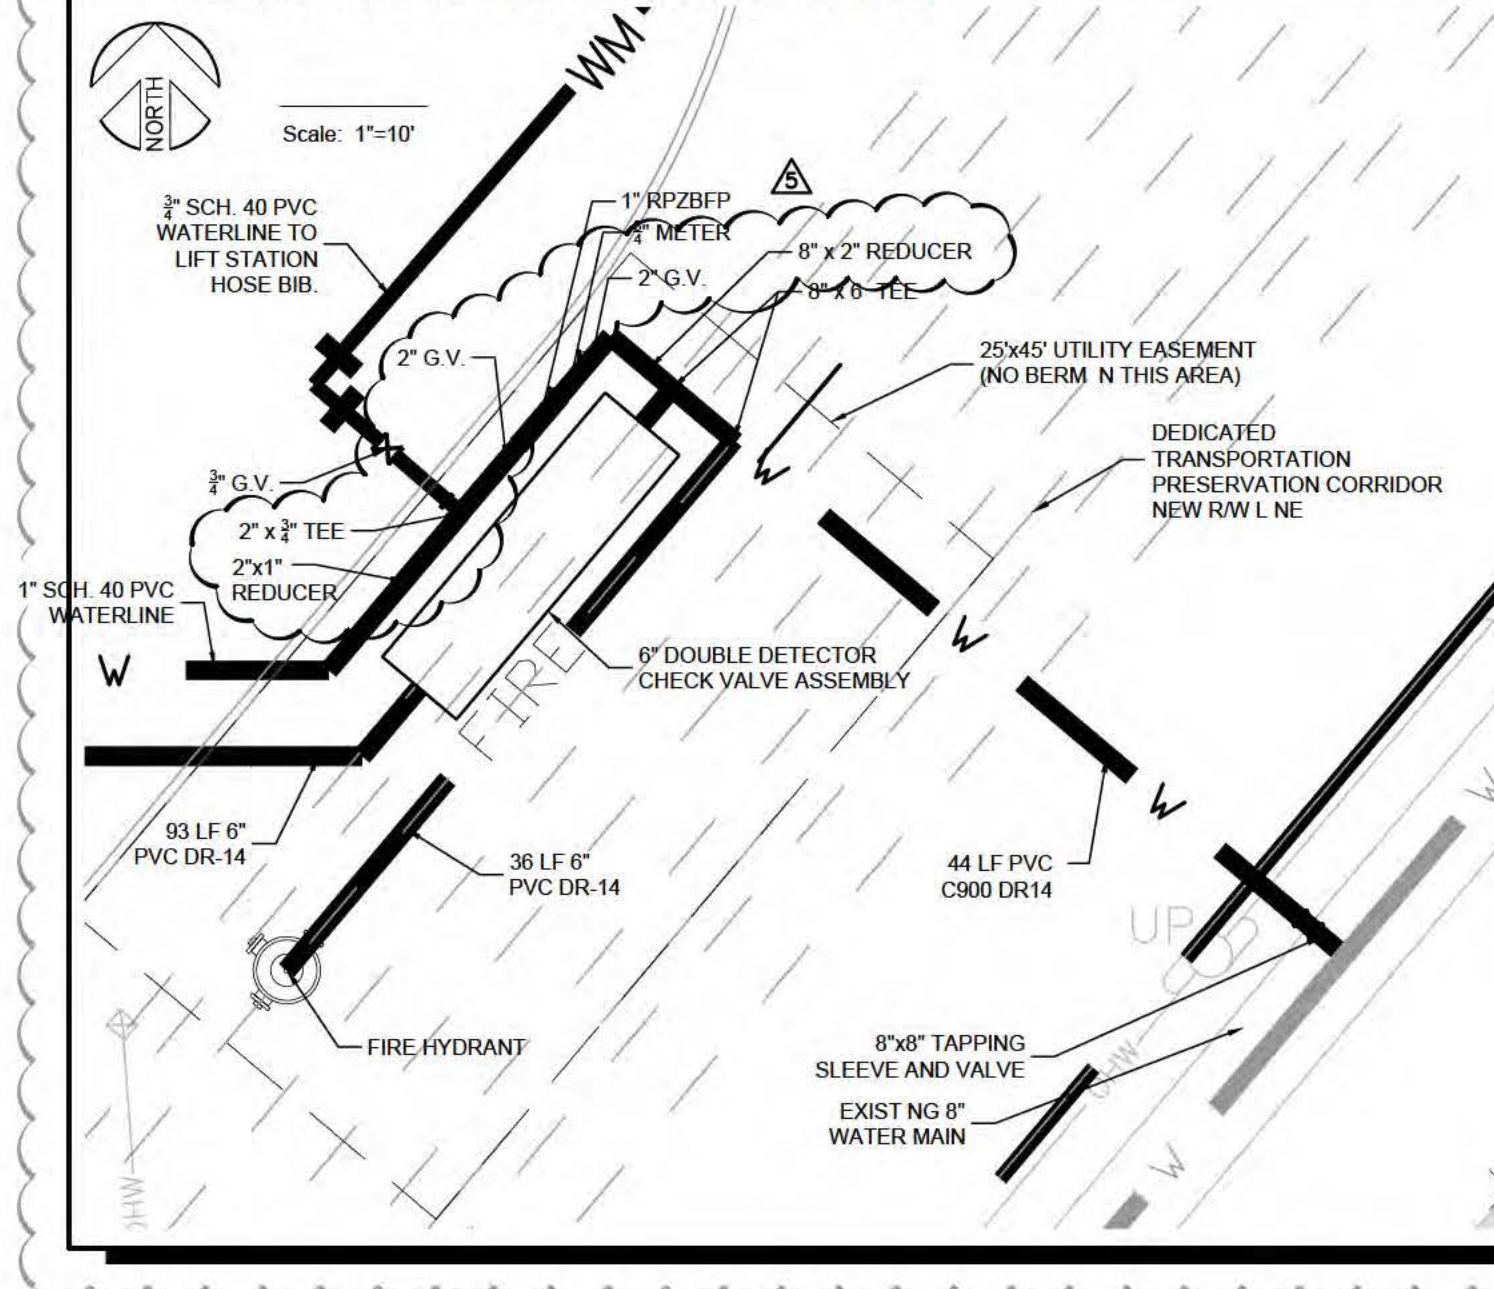 WM
NORTH
Scale: 1"=10'
5
3/4" SCH. 40 PVC
WATERLINE TO
LIFT STATION
HOSE BIB.
1" RPZBFP
3/4" METER
8" x 2" REDUCER
2" G.V.
8" x 6" TEE
2" G.V.
25'x45' UTILITY EASEMENT
(NO BERM N THIS AREA)
DEDICATED
TRANSPORTATION
PRESERVATION CORRIDOR
NEW R/W L NE
W
3/4" G.V.
2" x 3/4" TEE
2"x1"
REDUCER
1" SCH. 40 PVC
WATERLINE
W
W
6" DOUBLE DETECTOR
CHECK VALVE ASSEMBLY
FIRE
W
W
93 LF 6"
PVC DR-14
36 LF 6"
PVC DR-14
44 LF PVC
C900 DR14
UP
FIRE HYDRANT
8"x8" TAPPING
SLEEVE AND VALVE
OHW
EXIST NG 8"
WATER MAIN
W
OHW